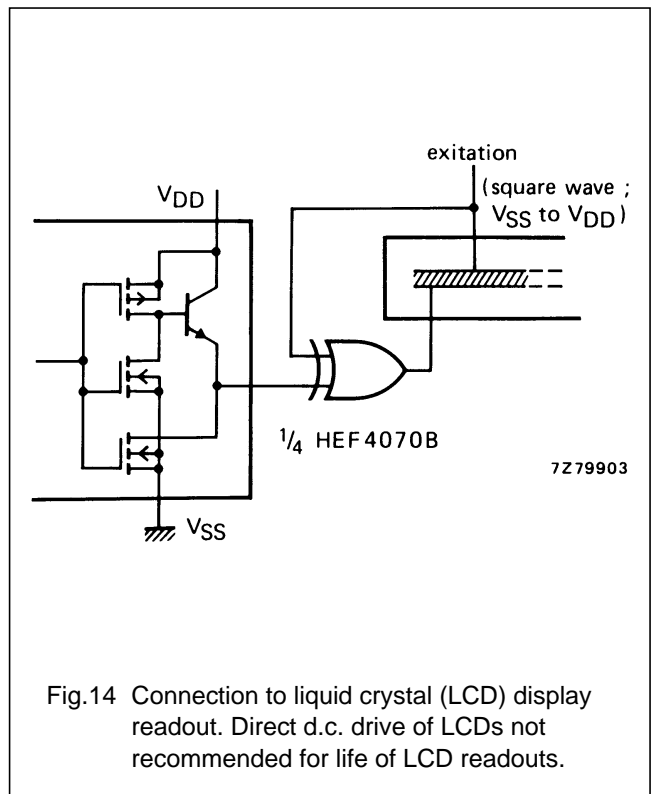 exitation
(square wave ;
VSS to VDD)
VDD
1/4 HEF4070B
7Z79903
VSS
Fig.14 Connection to liquid crystal (LCD) display
readout. Direct d.c. drive of LCDs not
recommended for life of LCD readouts.